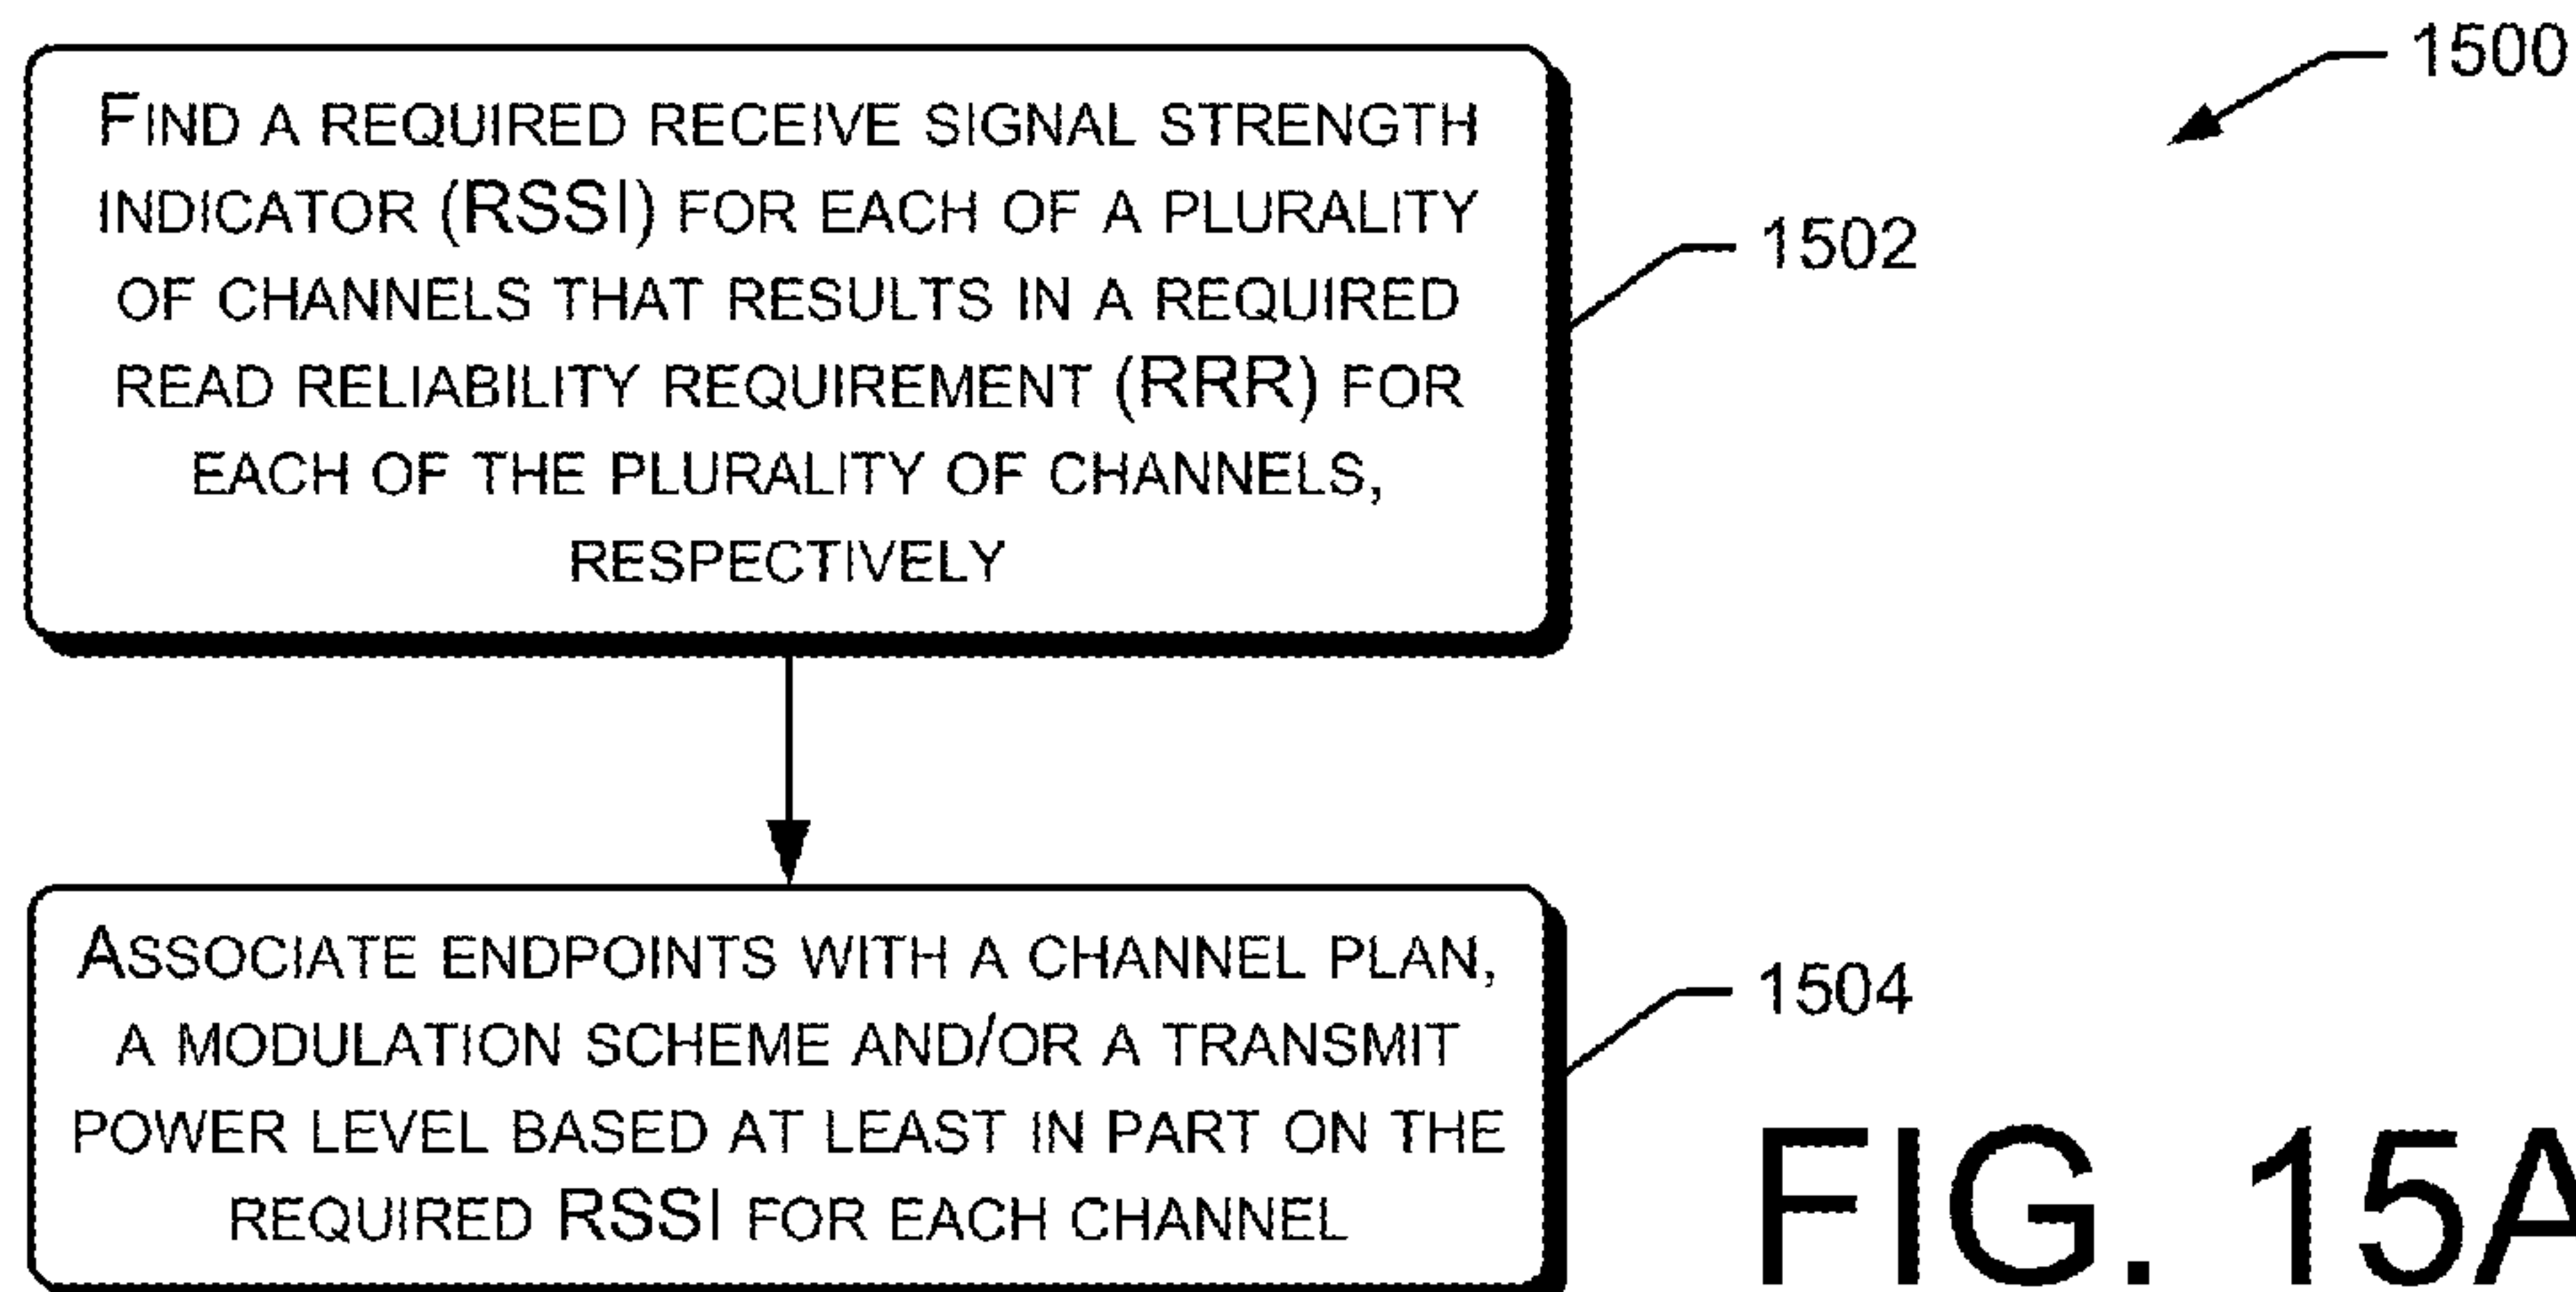 1500
FIND A REQUIRED RECEIVE SIGNAL STRENGTH
INDICATOR (RSSI) FOR EACH OF A PLURALITY
OF CHANNELS THAT RESULTS IN A REQUIRED
READ RELIABILITY REQUIREMENT (RRR) FOR
EACH OF THE PLURALITY OF CHANNELS,
RESPECTIVELY
1502
ASSOCIATE ENDPOINTS WITH A CHANNEL PLAN,
A MODULATION SCHEME AND/OR A TRANSMIT
POWER LEVEL BASED AT LEAST IN PART ON THE
REQUIRED RSSI FOR EACH CHANNEL
1504
FIG. 15A